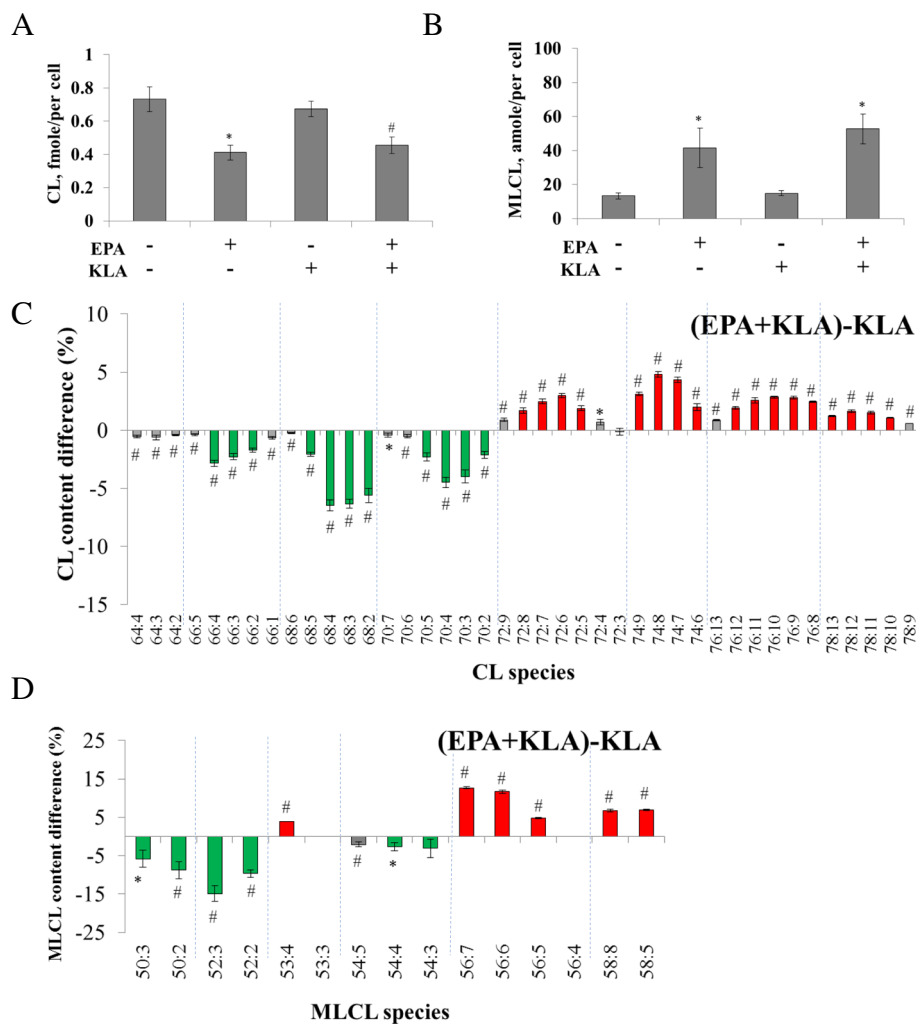 A
CL, fmole/per cell
1
0.8
0.6
0.4
0.2
0
*
#
EPA - + - +
KLA - - + +
B
MLCL, amole/per cell
100
80
60
40
20
0
*
*
EPA - + - +
KLA - - + +
C
(EPA+KLA)-KLA
CL content difference (%)
10
5
0
-5
-10
-15
# # # # # # # # # # # # # * # # # # #
# # # # # # * # # # # # # # # # # # # # #
64:4 64:3 64:2 66:5 66:4 66:3 66:2 66:1 68:6 68:5 68:4 68:3 68:2 70:7 70:6 70:5 70:4 70:3 70:2 72:9 72:8 72:7 72:6 72:5 72:4 72:3 74:9 74:8 74:7 74:6 76:13 76:12 76:11 76:10 76:9 76:8 78:13 78:12 78:11 78:10 78:9
CL species
D
(EPA+KLA)-KLA
MLCL content difference (%)
25
15
5
-5
-15
-25
* # # # # # * # # # # #
50:3 50:2 52:3 52:2 53:4 53:3 54:5 54:4 54:3 56:7 56:6 56:5 56:4 58:8 58:5
MLCL species